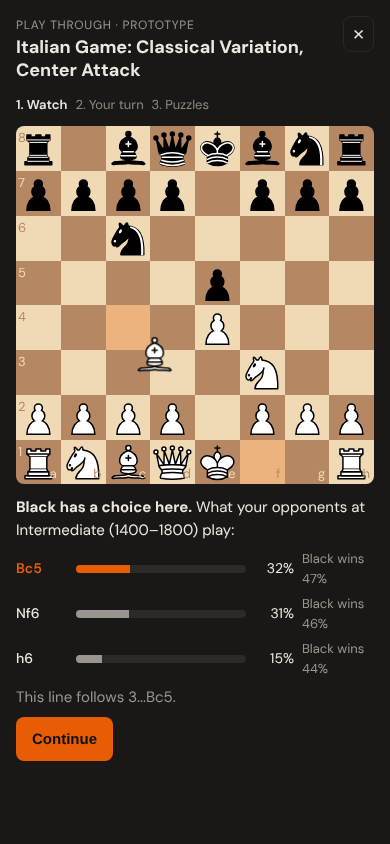 PLAY THROUGH · PROTOTYPE
Italian Game: Classical Variation,
Center Attack
✕
1. Watch 2. Your turn 3. Puzzles
8
7
6
5
4
3
2
1 a b c d e f g h
Black has a choice here. What your opponents at
Intermediate (1400–1800) play:
Bc5 32% Black wins
47%
Nf6 31% Black wins
46%
h6 15% Black wins
44%
This line follows 3...Bc5.
Continue